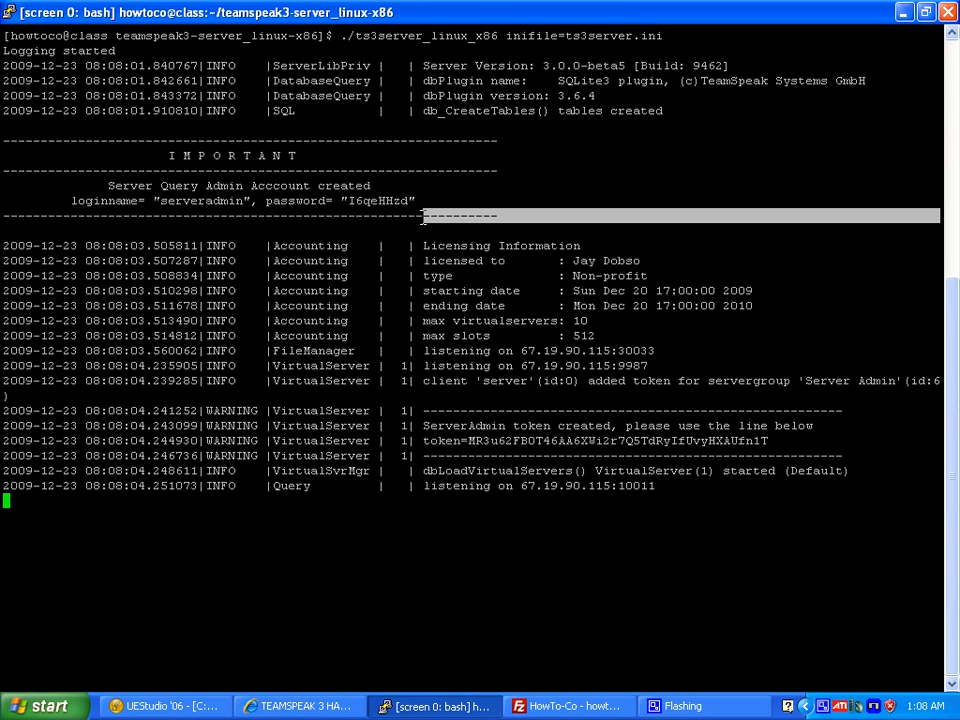 [screen 0: bash] howtoco@class:~/teamspeak3-server_linux-x86
[howtoco@class teamspeak3-server_linux-x86]$ ./ts3server_linux_x86 inifile=ts3server.ini
Logging started
2009-12-23 08:08:01.840767|INFO    |ServerLibPriv |   | Server Version: 3.0.0-beta5 [Build: 9462]
2009-12-23 08:08:01.842661|INFO    |DatabaseQuery |   | dbPlugin name:    SQLite3 plugin, (c)TeamSpeak Systems GmbH
2009-12-23 08:08:01.843372|INFO    |DatabaseQuery |   | dbPlugin version: 3.6.4
2009-12-23 08:08:01.910810|INFO    |SQL           |   | db_CreateTables() tables created
------------------------------------------------------------------
I M P O R T A N T
------------------------------------------------------------------
Server Query Admin Acccount created
loginname= "serveradmin", password= "I6qeHHzd"
------------------------------------------------------------------
2009-12-23 08:08:03.505811|INFO    |Accounting    |   | Licensing Information
2009-12-23 08:08:03.507287|INFO    |Accounting    |   | licensed to       : Jay Dobso
2009-12-23 08:08:03.508834|INFO    |Accounting    |   | type              : Non-profit
2009-12-23 08:08:03.510298|INFO    |Accounting    |   | starting date     : Sun Dec 20 17:00:00 2009
2009-12-23 08:08:03.511678|INFO    |Accounting    |   | ending date       : Mon Dec 20 17:00:00 2010
2009-12-23 08:08:03.513490|INFO    |Accounting    |   | max virtualservers: 10
2009-12-23 08:08:03.514812|INFO    |Accounting    |   | max slots         : 512
2009-12-23 08:08:03.560062|INFO    |FileManager   |   | listening on 67.19.90.115:30033
2009-12-23 08:08:04.235905|INFO    |VirtualServer |  1| listening on 67.19.90.115:9987
2009-12-23 08:08:04.239285|INFO    |VirtualServer |  1| client 'server'(id:0) added token for servergroup 'Server Admin'(id:6
)
2009-12-23 08:08:04.241252|WARNING |VirtualServer |  1| --------------------------------------------------------
2009-12-23 08:08:04.243099|WARNING |VirtualServer |  1| ServerAdmin token created, please use the line below
2009-12-23 08:08:04.244930|WARNING |VirtualServer |  1| token=MR3u62FBOT46AA6XWi2r7Q5TdRyIfUvyHXAUfn1T
2009-12-23 08:08:04.246736|WARNING |VirtualServer |  1| --------------------------------------------------------
2009-12-23 08:08:04.248611|INFO    |VirtualSvrMgr |   | dbLoadVirtualServers() VirtualServer(1) started (Default)
2009-12-23 08:08:04.251073|INFO    |Query         |   | listening on 67.19.90.115:10011
start UEStudio '06 - [C:... TEAMSPEAK 3 HA... [screen 0: bash] h... HowTo-Co - howt... Flashing ATI 1:08 AM